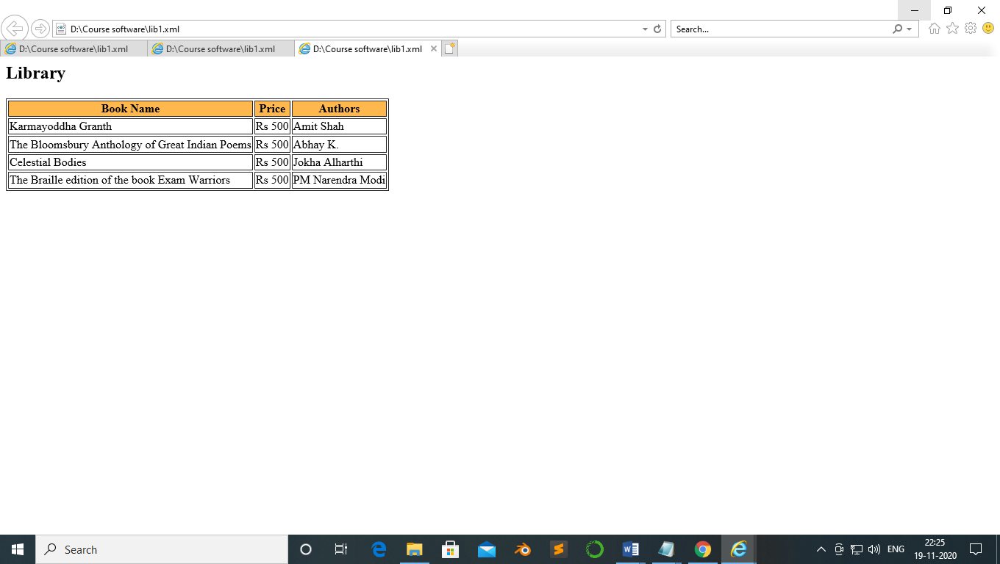 D:\Course software\lib1.xml
Search...
D:\Course software\lib1.xml
D:\Course software\lib1.xml
D:\Course software\lib1.xml
Library
Book Name Price Authors
Karmayoddha Granth Rs 500 Amit Shah
The Bloomsbury Anthology of Great Indian Poems Rs 500 Abhay K.
Celestial Bodies Rs 500 Jokha Alharthi
The Braille edition of the book Exam Warriors Rs 500 PM Narendra Modi
Search
ENG
22:25
19-11-2020